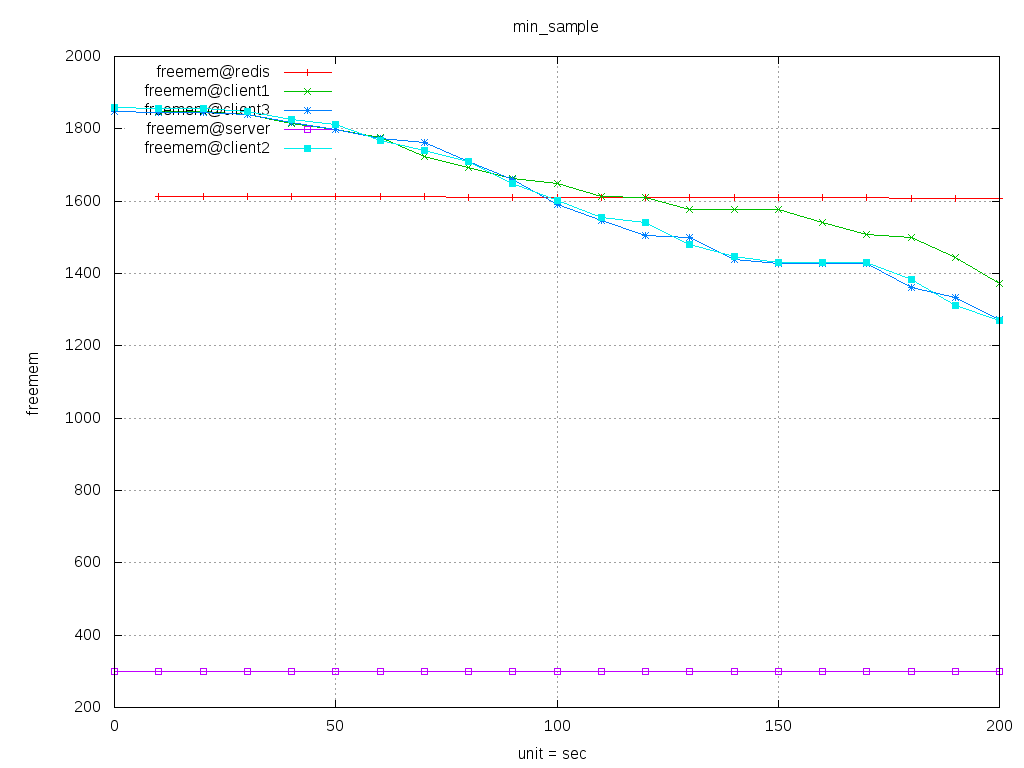 min_sample
freemem@redis
freemem@client1
freemem@client3
freemem@server
freemem@client2
2000
1800
1600
1400
1200
1000
800
600
400
200
freemem
0 50 100 150 200
unit = sec